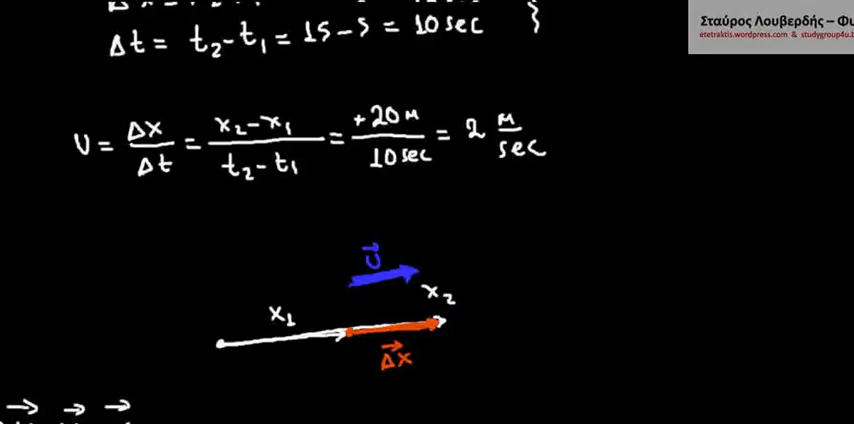 Δt = t₂-t₁ = 15-5 = 10 sec }
Σταύρος Λουβερδής –
etetraktis.wordpress.com & studygroup4u.b
υ = Δx/Δt = (x₂-x₁)/(t₂-t₁) = +20 м/10 sec = 2 м/sec
υ⃗
x₂
x₁
Δx⃗